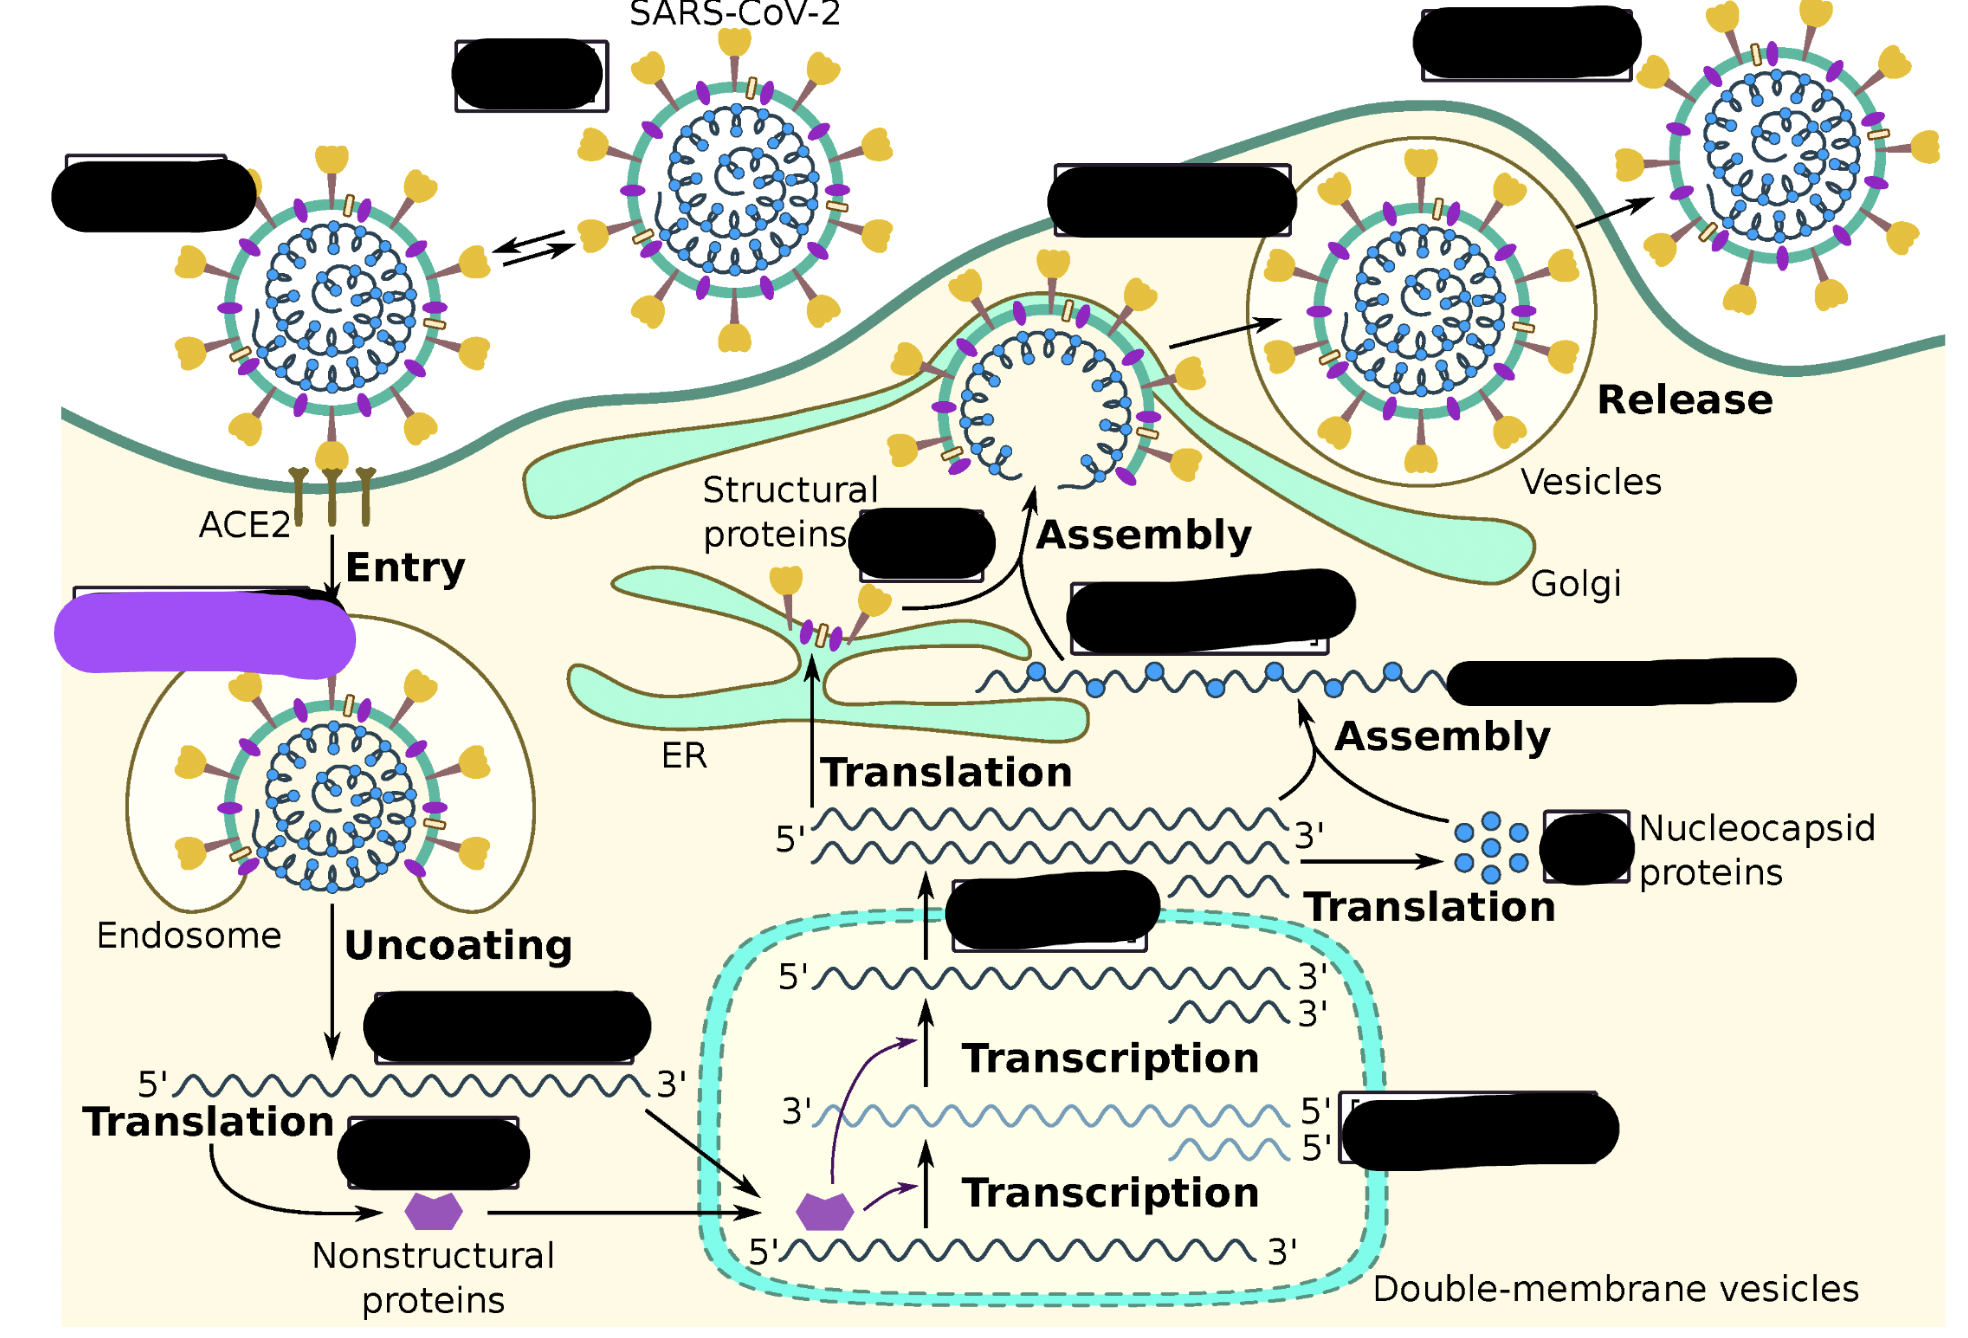 SARS-CoV-2
ACE2
Entry
Structural
proteins
Assembly
Release
Vesicles
Golgi
ER
Translation
Assembly
5'
3'
Nucleocapsid
proteins
Translation
Endosome
Uncoating
5'
3'
3'
5'
3'
Translation
Transcription
3'
5'
5'
Transcription
Nonstructural
proteins
5'
3'
Double-membrane vesicles